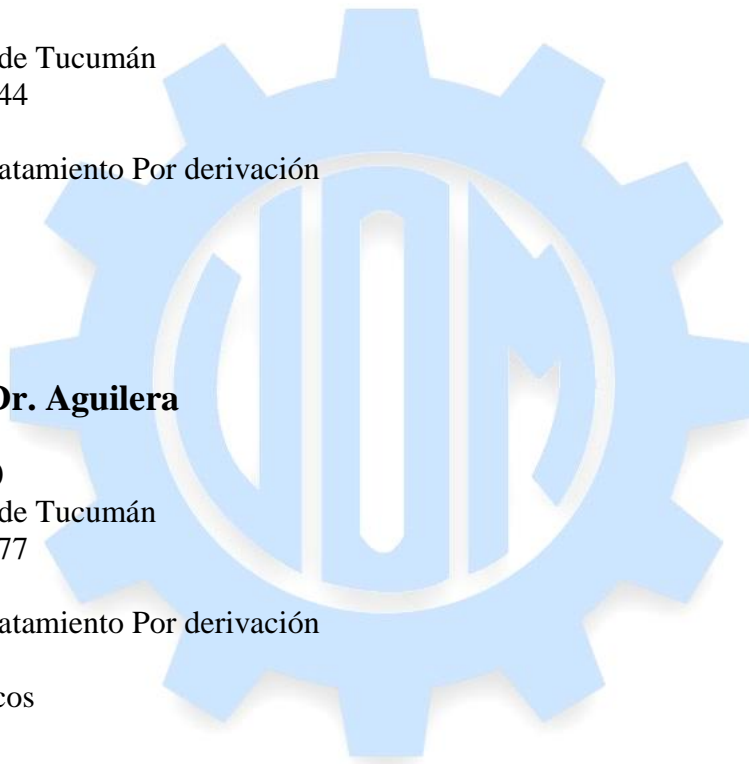 de Tucumán
44
atamiento Por derivación
Dr. Aguilera
)
de Tucumán
77
atamiento Por derivación
cos